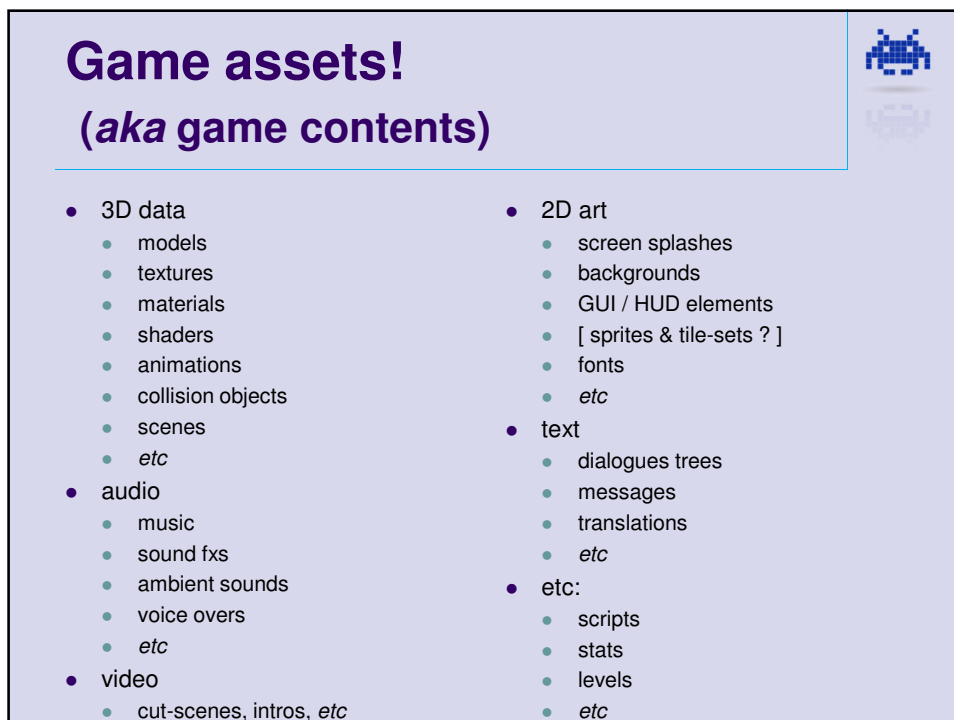 Game assets!
(aka game contents)
3D data
models
textures
materials
shaders
animations
collision objects
scenes
etc
audio
music
sound fxs
ambient sounds
voice overs
etc
video
cut-scenes, intros, etc
2D art
screen splashes
backgrounds
GUI / HUD elements
[ sprites & tile-sets ? ]
fonts
etc
text
dialogues trees
messages
translations
etc
etc:
scripts
stats
levels
etc